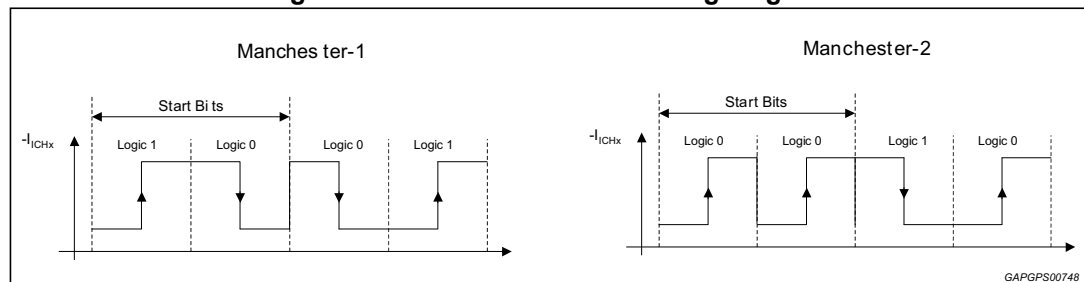 Manches ter-1
Manchester-2
Start Bi ts
Start Bits
-I_ICHx
Logic 1
Logic 0
Logic 0
Logic 1
-I_ICHx
Logic 0
Logic 0
Logic 1
Logic 0
GAPGPS00748